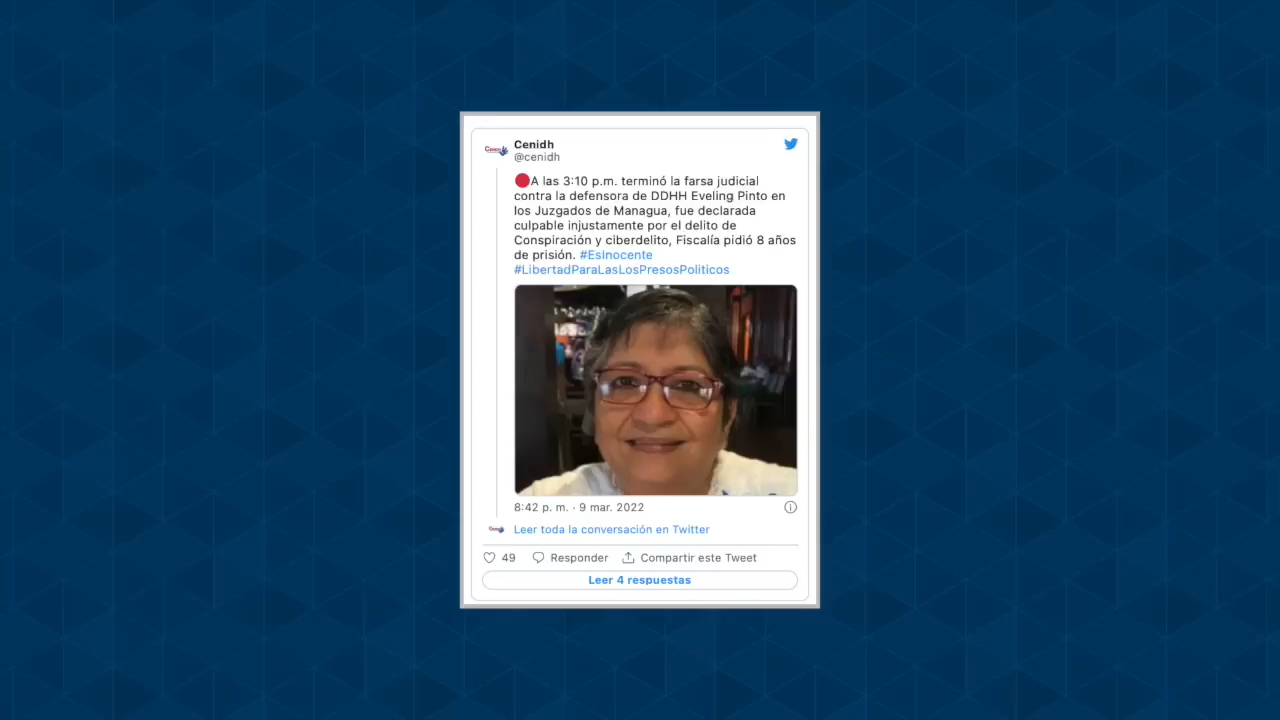 Cenidh
@cenidh
🔴A las 3:10 p.m. terminó la farsa judicial
contra la defensora de DDHH Eveling Pinto en
los Juzgados de Managua, fue declarada
culpable injustamente por el delito de
Conspiración y ciberdelito, Fiscalía pidió 8 años
de prisión. #EsInocente
#LibertadParaLasLosPresosPoliticos
8:42 p. m. · 9 mar. 2022
Leer toda la conversación en Twitter
49 Responder Compartir este Tweet
Leer 4 respuestas